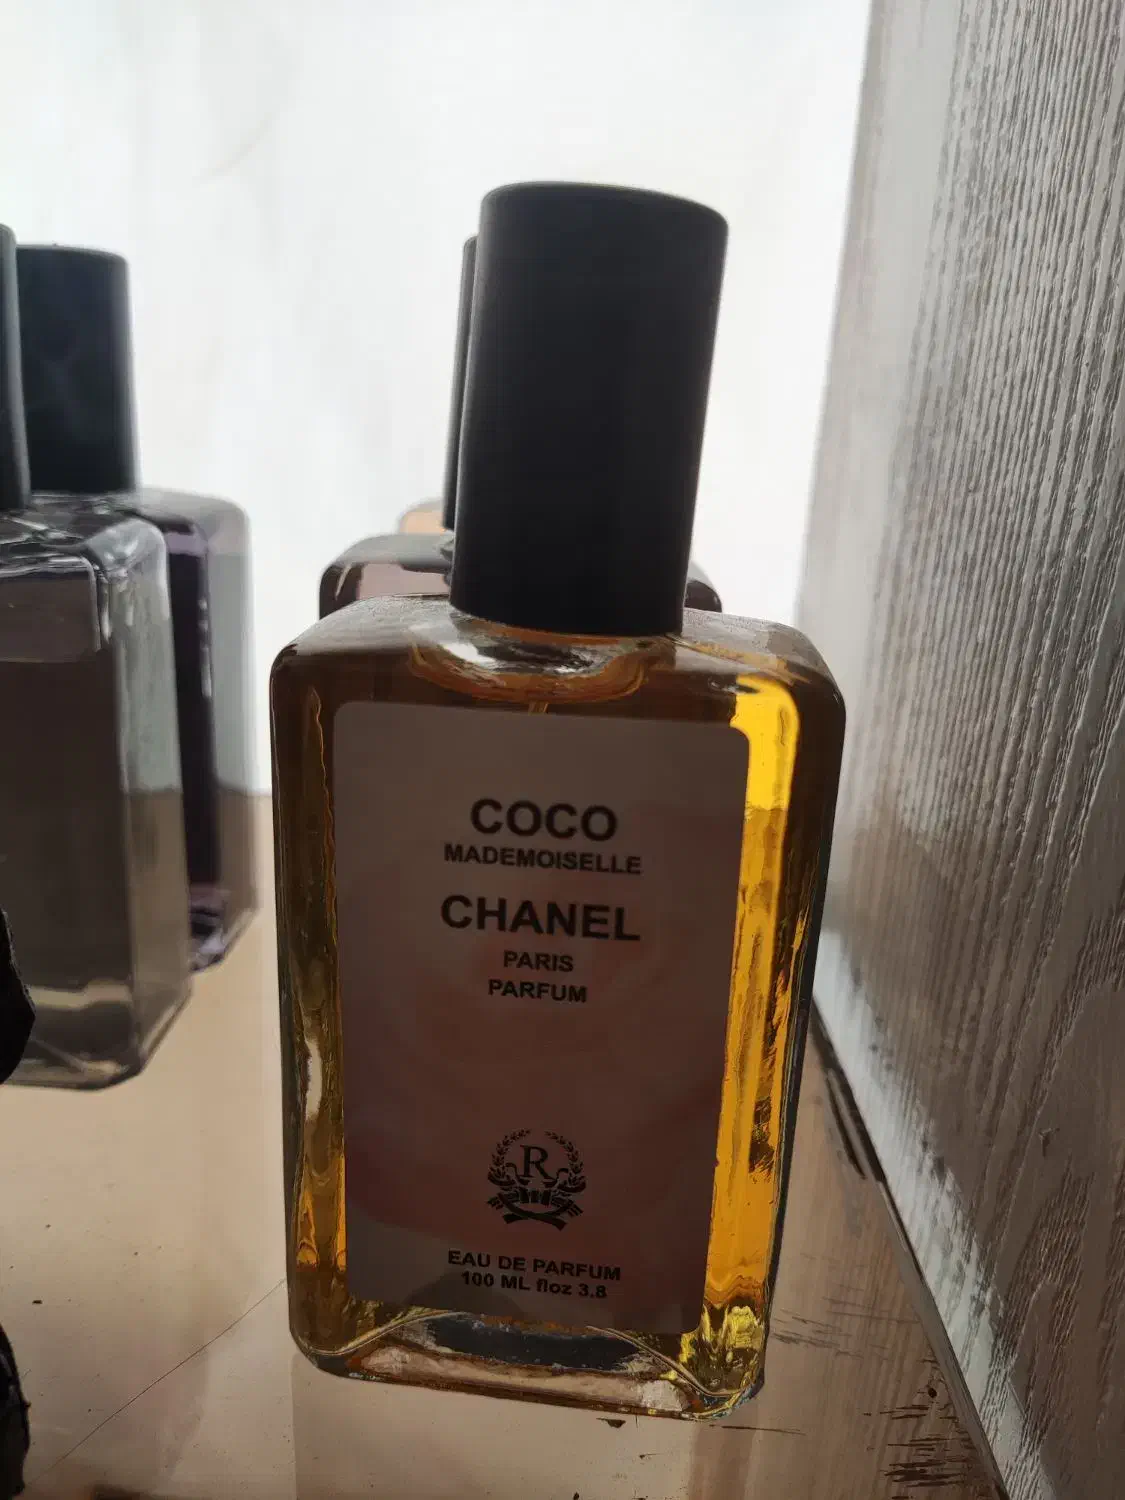 COCO
MADEMOISELLE
CHANEL
PARIS
PARFUM
R
EAU DE PARFUM
100 ML floz 3.8